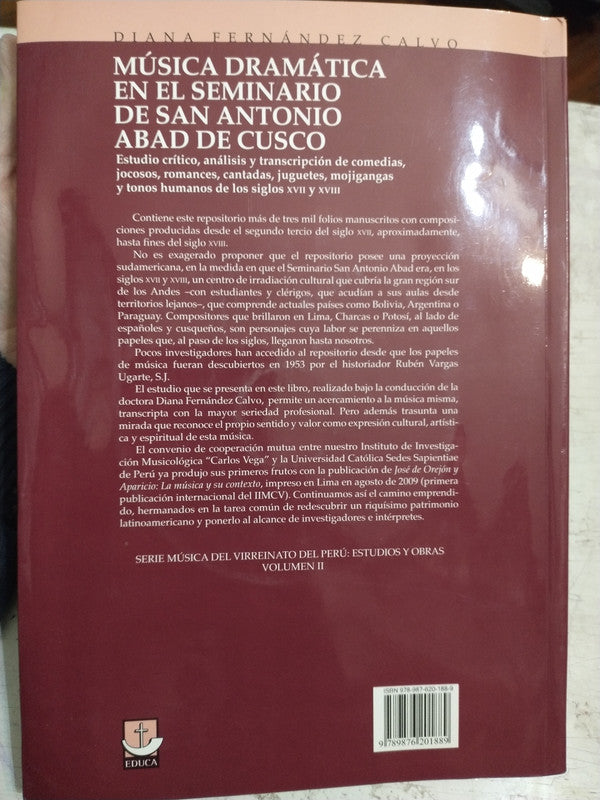 DIANA FERNÁNDEZ CALVO
MÚSICA DRAMÁTICA
EN EL SEMINARIO
DE SAN ANTONIO
ABAD DE CUSCO
Estudio crítico, análisis y transcripción de comedias,
jocosos, romances, cantadas, juguetes, mojigangas
y tonos humanos de los siglos XVII y XVIII
Contiene este repositorio más de tres mil folios manuscritos con composi-
ciones producidas desde el segundo tercio del siglo XVII, aproximadamente,
hasta fines del siglo XVIII.
No es exagerado proponer que el repositorio posee una proyección
sudamericana, en la medida en que el Seminario San Antonio Abad era, en los
siglos XVII y XVIII, un centro de irradiación cultural que cubría la gran región sur
de los Andes –con estudiantes y clérigos, que acudían a sus aulas desde
territorios lejanos–, que comprende actuales países como Bolivia, Argentina o
Paraguay. Compositores que brillaron en Lima, Charcas o Potosí, al lado de
españoles y cusqueños, son personajes cuya labor se perenniza en aquellos
papeles que, al paso de los siglos, llegaron hasta nosotros.
Pocos investigadores han accedido al repositorio desde que los papeles
de música fueran descubiertos en 1953 por el historiador Rubén Vargas
Ugarte, S.J.
El estudio que se presenta en este libro, realizado bajo la conducción de la
doctora Diana Fernández Calvo, permite un acercamiento a la música misma,
transcripta con la mayor seriedad profesional. Pero además trasunta una
mirada que reconoce el propio sentido y valor como expresión cultural, artísti-
ca y espiritual de esta música.
El convenio de cooperación mutua entre nuestro Instituto de Investiga-
ción Musicológica “Carlos Vega” y la Universidad Católica Sedes Sapientiae
de Perú ya produjo sus primeros frutos con la publicación de José de Orejón y
Aparicio: La música y su contexto, impreso en Lima en agosto de 2009 (primera
publicación internacional del IIMCV). Continuamos así el camino emprendi-
do, hermanados en la tarea común de redescubrir un riquísimo patrimonio
latinoamericano y ponerlo al alcance de investigadores e intérpretes.
SERIE MÚSICA DEL VIRREINATO DEL PERÚ: ESTUDIOS Y OBRAS
VOLUMEN II
ISBN 978-987-620-188-9
9 789876 201889
EDUCA